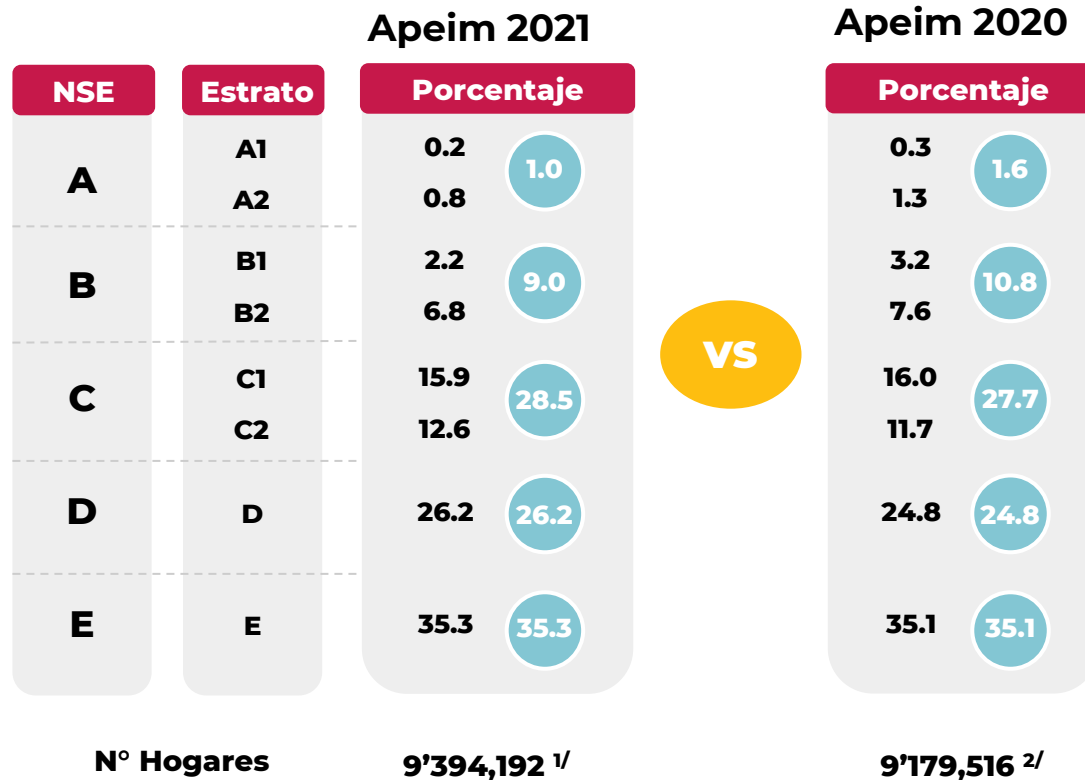 Apeim 2021 Apeim 2020
NSE Estrato Porcentaje Porcentaje
A1 0.2 0.3
A 1.0 1.6
A2 0.8 1.3
B1 2.2 3.2
B 9.0 10.8
B2 6.8 7.6
VS
C1 15.9 16.0
C 28.5 27.7
C2 12.6 11.7
D D 26.2 26.2 24.8 24.8
E E 35.3 35.3 35.1 35.1
N° Hogares 9’394,192 1/ 9’179,516 2/